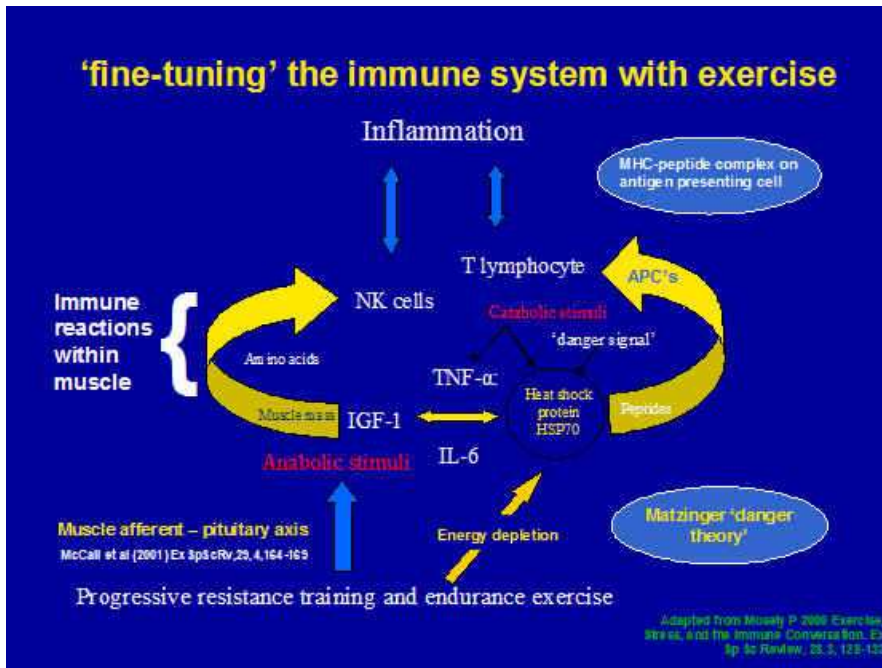 ‘fine-tuning’ the immune system with exercise
Inflammation
MHC-peptide complex on
antigen presenting cell
T lymphocyte
APC's
NK cells
Immune
reactions
within
muscle
{
Catabolic stimuli
‘danger signal’
Amino acids
TNF-α:
Heat shock
protein
HSP70
Muscle mass
IGF-1
Peptides
IL-6
Anabolic stimuli
Muscle afferent – pituitary axis
McCall et al (2001) Ex SpScRv,29,4,164-169
Energy depletion
Matzinger ‘danger
theory’
Progressive resistance training and endurance exercise
Adapted from Mosely P 2000 Exercise,
Stress, and the Immune Conversation. Ex
Sp Sc Review, 28,3,